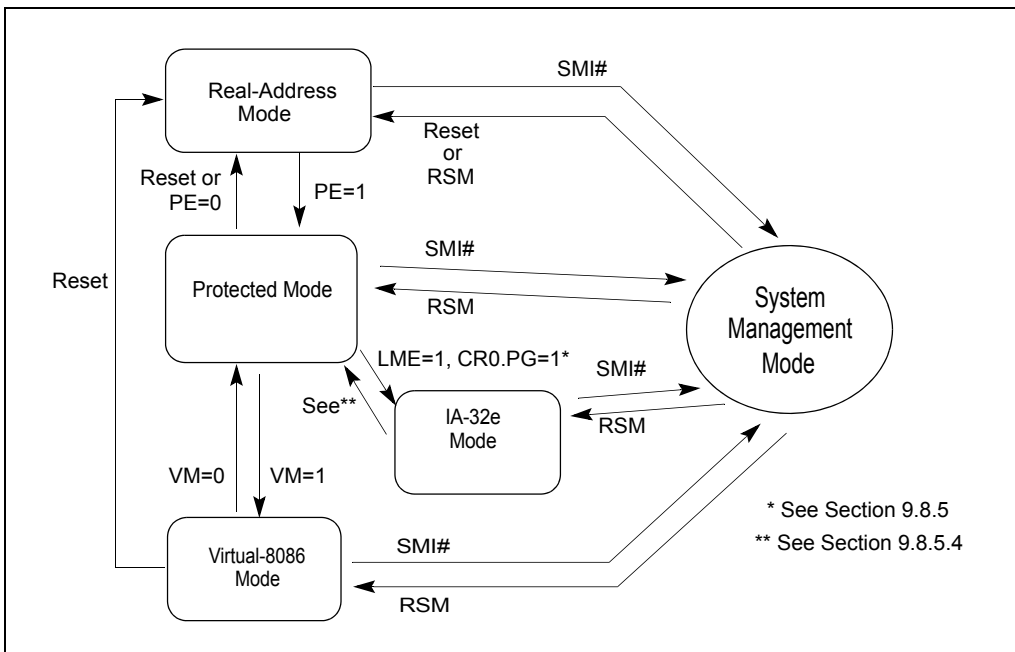 SMI#
Real-Address
Mode
Reset
or
RSM
Reset or
PE=0
PE=1
SMI#
Reset
Protected Mode
RSM
System
Management
Mode
LME=1, CR0.PG=1*
SMI#
See**
IA-32e
Mode
RSM
VM=0
VM=1
* See Section 9.8.5
** See Section 9.8.5.4
Virtual-8086
Mode
SMI#
RSM